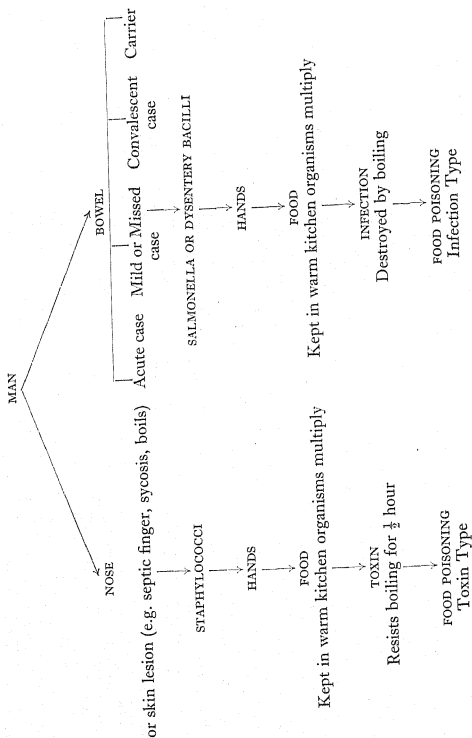 MAN
NOSE
or skin lesion (e.g. septic finger, sycosis, boils)
STAPHYLOCOCCI
HANDS
FOOD
Kept in warm kitchen organisms multiply
TOXIN
Resists boiling for ½ hour
FOOD POISONING
Toxin Type
BOWEL
Acute case
Mild or Missed
case
Convalescent
case
Carrier
SALMONELLA OR DYSENTERY BACILLI
HANDS
FOOD
Kept in warm kitchen organisms multiply
INFECTION
Destroyed by boiling
FOOD POISONING
Infection Type